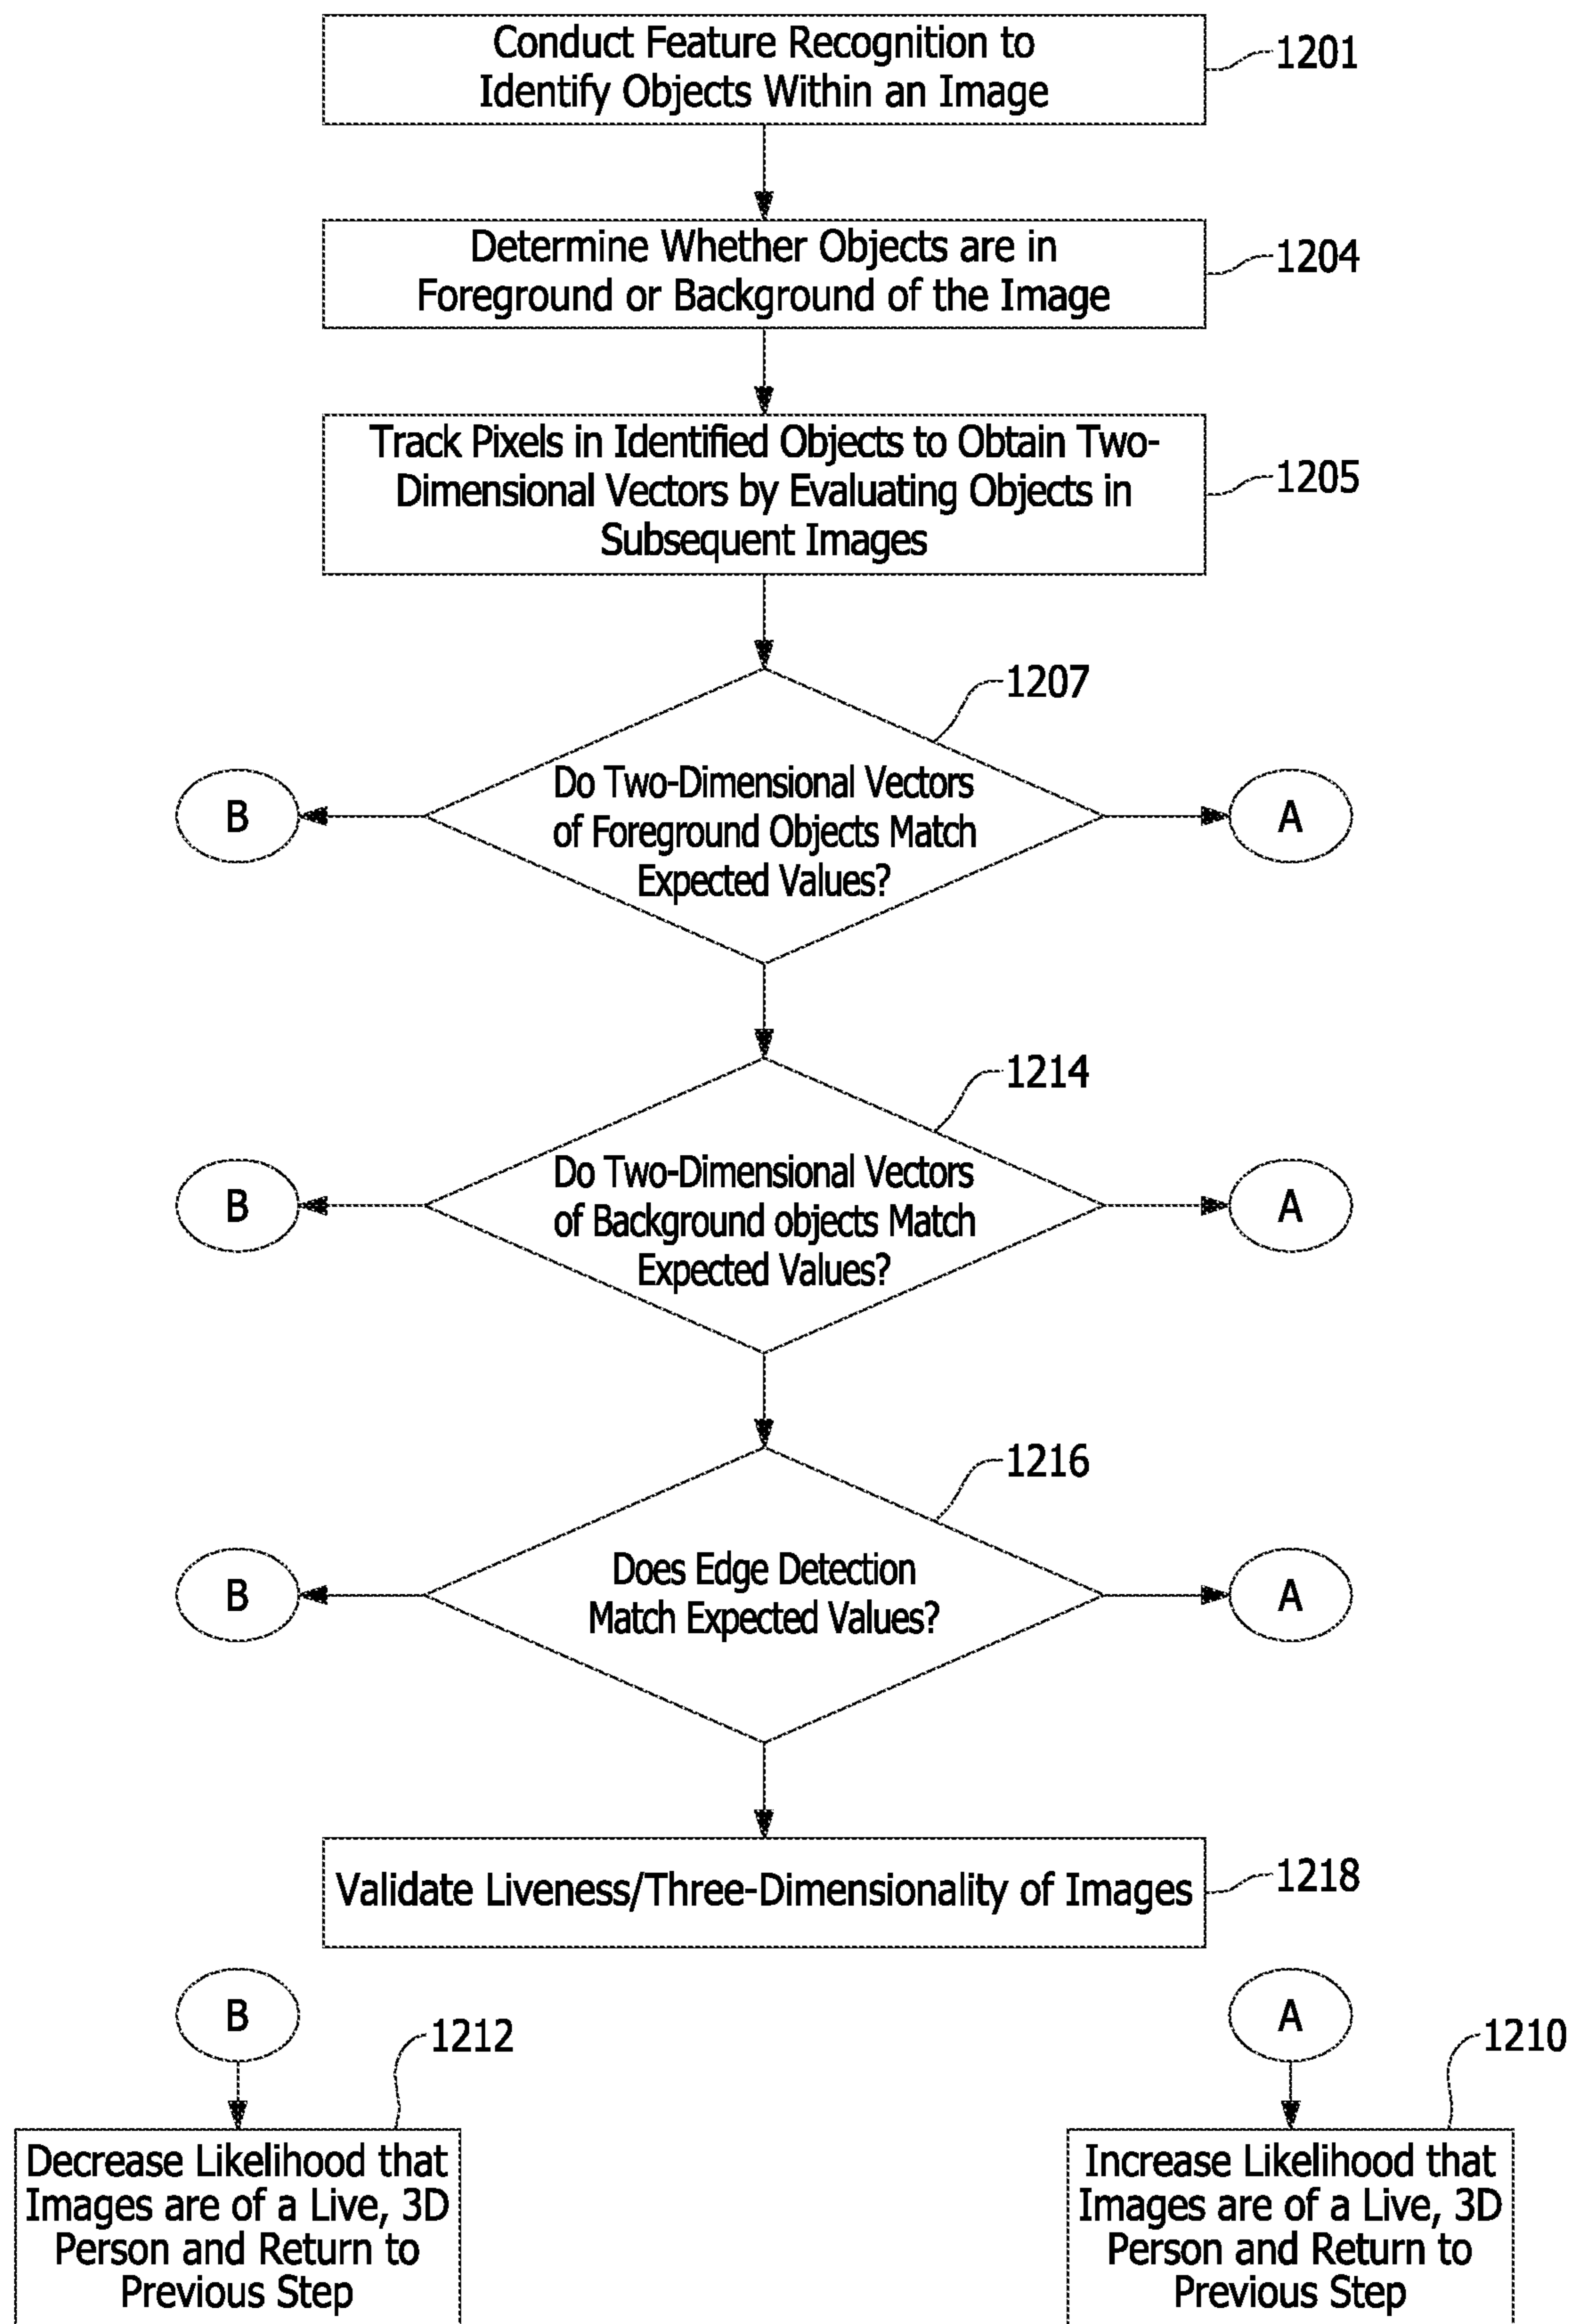 Conduct Feature Recognition to
Identify Objects Within an Image
1201
Determine Whether Objects are in
Foreground or Background of the Image
1204
Track Pixels in Identified Objects to Obtain Two-
Dimensional Vectors by Evaluating Objects in
Subsequent Images
1205
1207
Do Two-Dimensional Vectors
of Foreground Objects Match
Expected Values?
B
A
1214
Do Two-Dimensional Vectors
of Background objects Match
Expected Values?
B
A
1216
Does Edge Detection
Match Expected Values?
B
A
Validate Liveness/Three-Dimensionality of Images
1218
B
1212
Decrease Likelihood that
Images are of a Live, 3D
Person and Return to
Previous Step
A
1210
Increase Likelihood that
Images are of a Live, 3D
Person and Return to
Previous Step